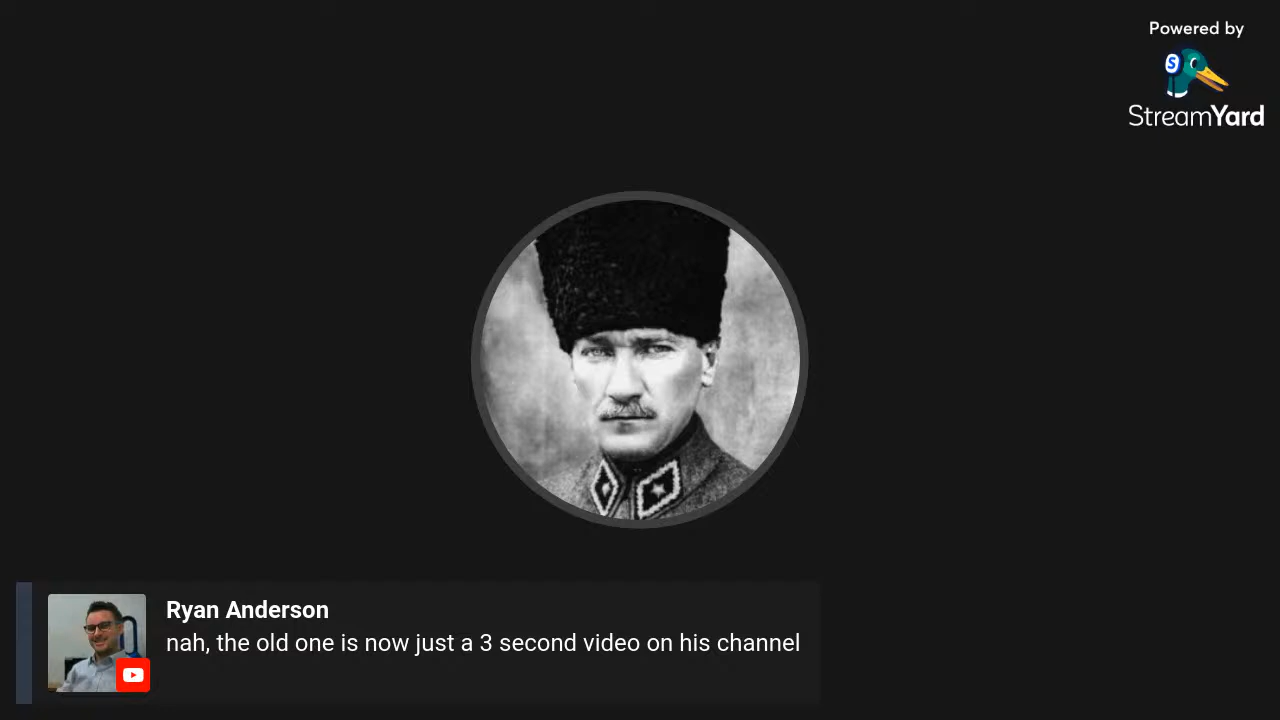 Powered by
S
StreamYard
Ryan Anderson
nah, the old one is now just a 3 second video on his channel